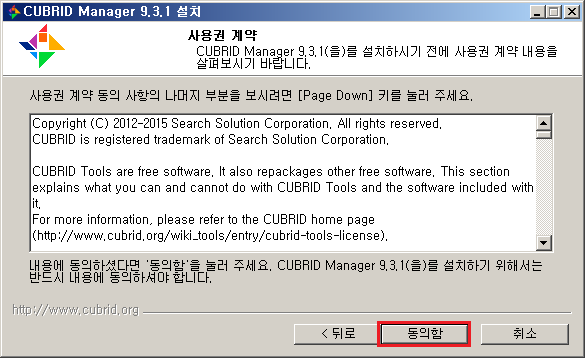 CUBRID Manager 9.3.1 설치
사용권 계약
CUBRID Manager 9.3.1(을)를 설치하시기 전에 사용권 계약 내용을
살펴보시기 바랍니다.
사용권 계약 동의 사항의 나머지 부분을 보시려면 [Page Down] 키를 눌러 주세요.
Copyright (C) 2012-2015 Search Solution Corporation. All rights reserved.
CUBRID is registered trademark of Search Solution Corporation.
CUBRID Tools are free software. It also repackages other free software. This section
explains what you can and cannot do with CUBRID Tools and the software included with
it.
For more information, please refer to the CUBRID home page
(http://www.cubrid.org/wiki_tools/entry/cubrid-tools-license).
내용에 동의하셨다면 '동의함'을 눌러 주세요. CUBRID Manager 9.3.1(을)를 설치하기 위해서는
반드시 내용에 동의하셔야 합니다.
http://www.cubrid.org
< 뒤로
동의함
취소